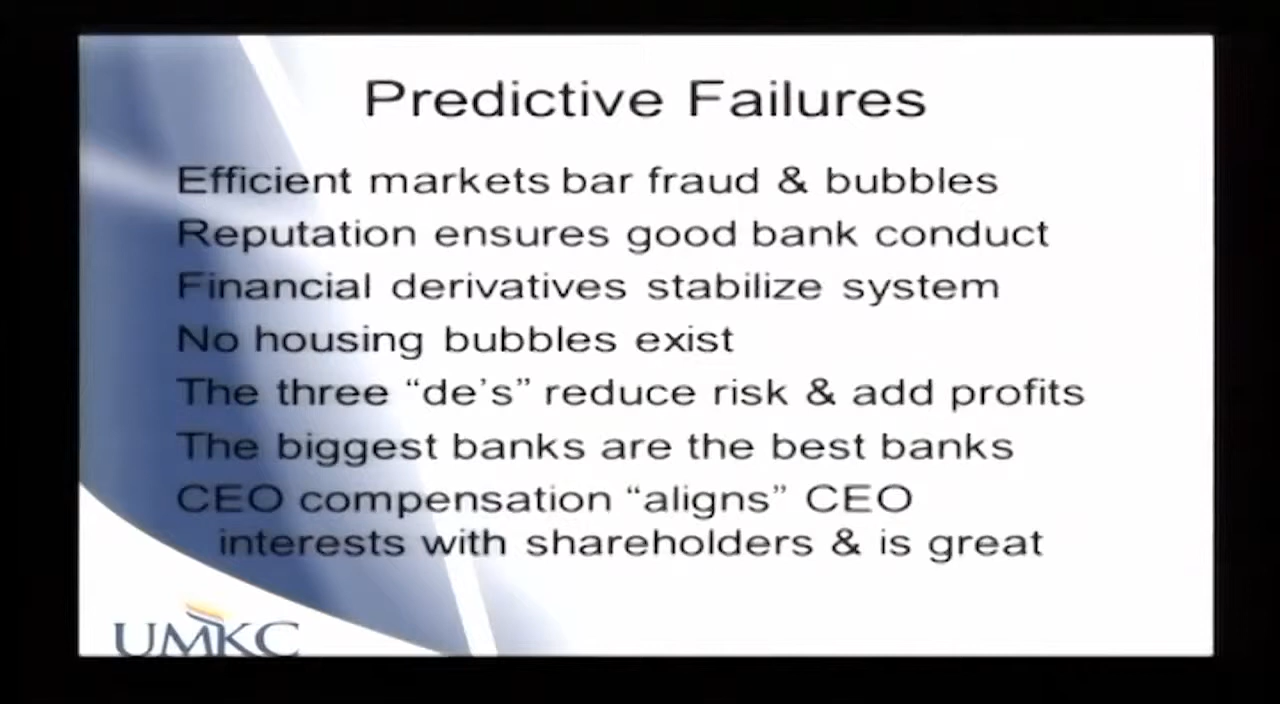 Predictive Failures
Efficient markets bar fraud & bubbles
Reputation ensures good bank conduct
Financial derivatives stabilize system
No housing bubbles exist
The three “de’s” reduce risk & add profits
The biggest banks are the best banks
CEO compensation “aligns” CEO
interests with shareholders & is great
UMKC